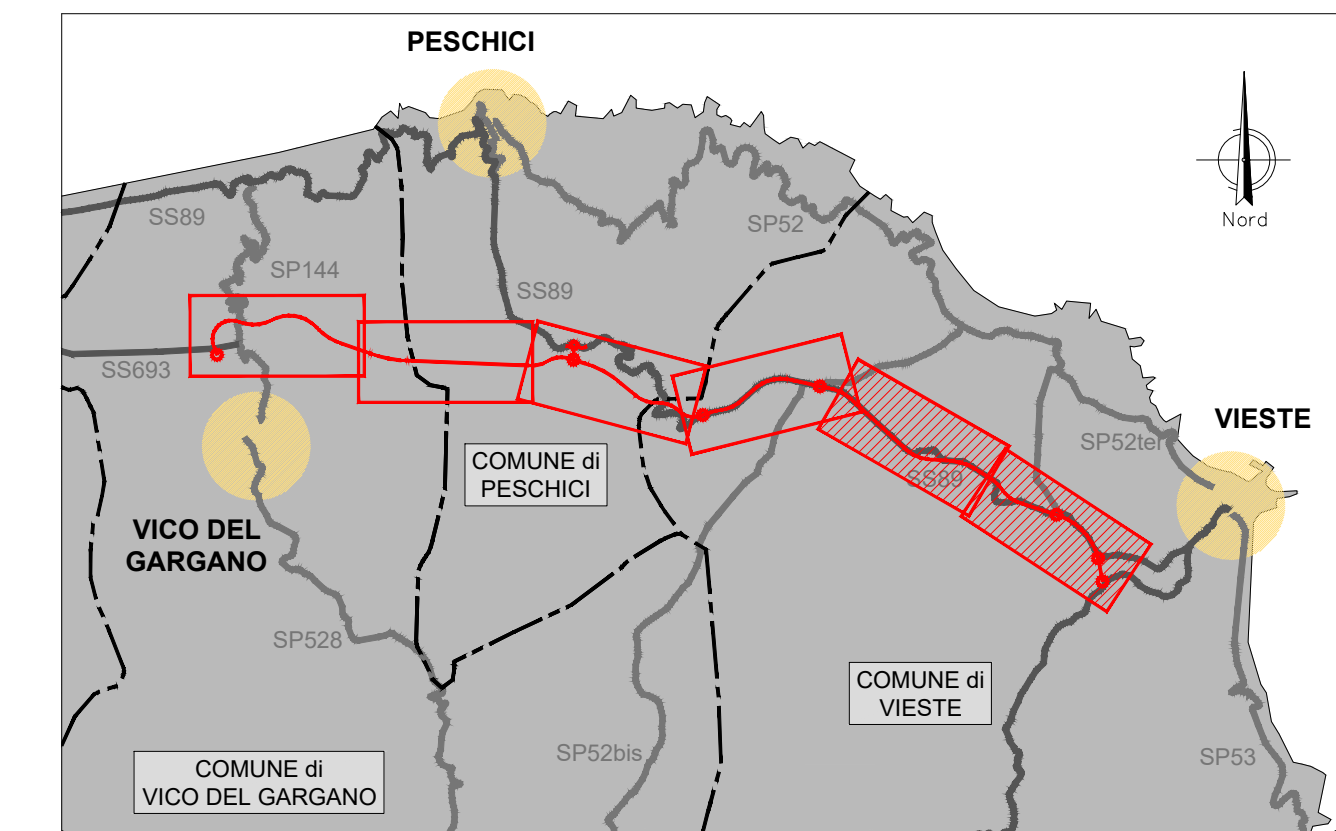 PESCHICI
Nord
SS89
SP52
SP144
SS89
SS693
VIESTE
SP52ter
COMUNE di
PESCHICI
SS89
VICO DEL
GARGANO
SP528
COMUNE di
VIESTE
SP52bis
SP53
COMUNE di
VICO DEL GARGANO